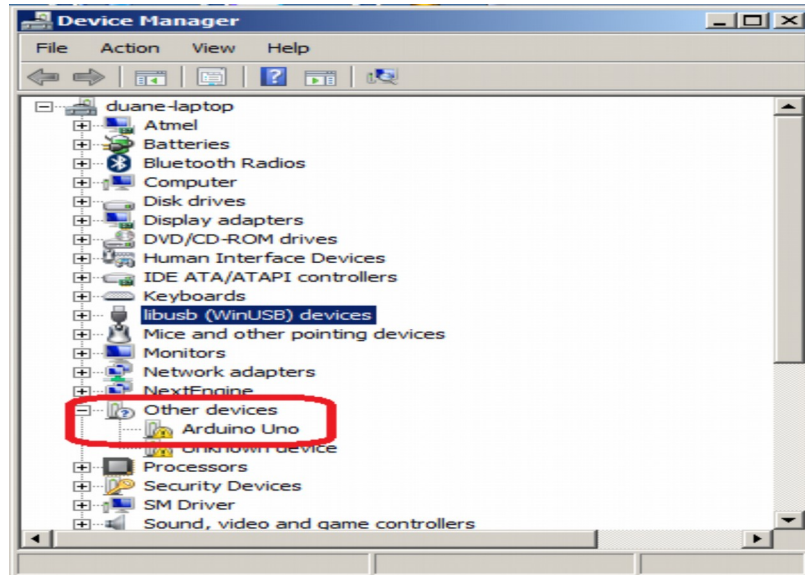 Device Manager
File Action View Help
duane-laptop
Atmel
Batteries
Bluetooth Radios
Computer
Disk drives
Display adapters
DVD/CD-ROM drives
Human Interface Devices
IDE ATA/ATAPI controllers
Keyboards
libusb (WinUSB) devices
Mice and other pointing devices
Monitors
Network adapters
NextEngine
Other devices
Arduino Uno
Unknown device
Processors
Security Devices
SM Driver
Sound, video and game controllers